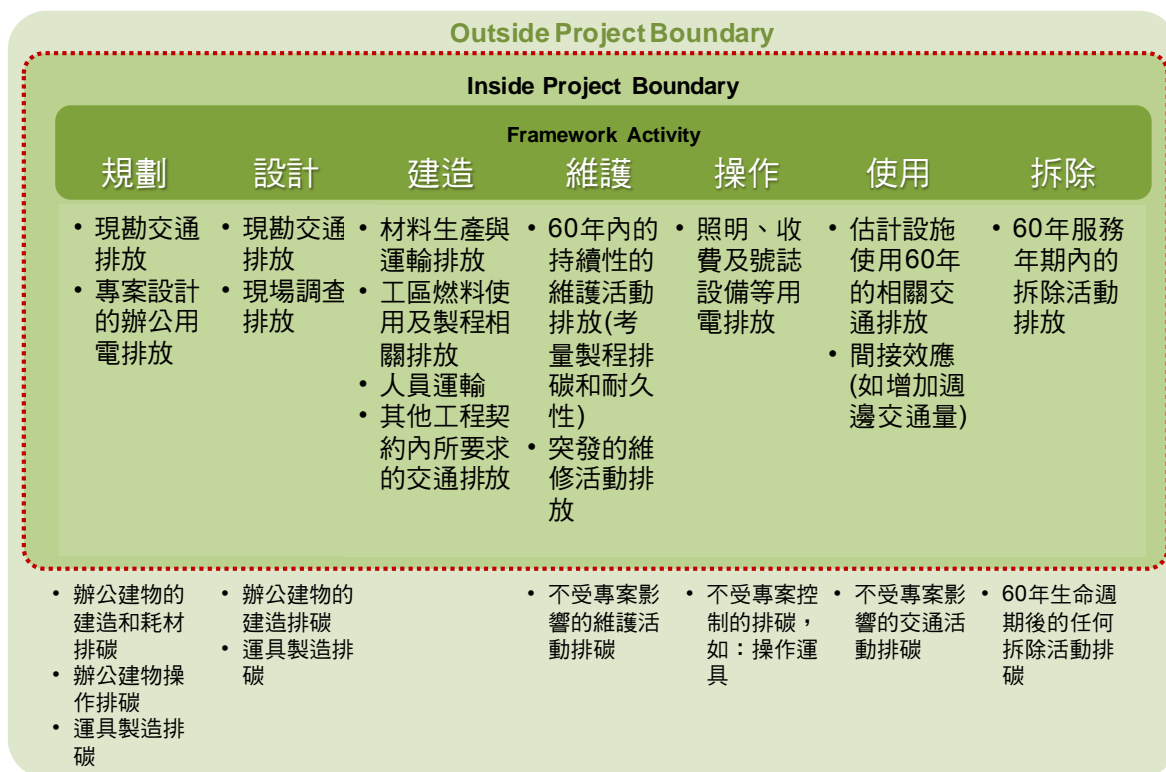 Outside Project Boundary
Inside Project Boundary
Framework Activity
規劃
設計
建造
維護
操作
使用
拆除
• 現勘交通
排放
• 專案設計
的辦公用
電排放
• 現勘交通
排放
• 現場調查
排放
• 材料生產與
運輸排放
• 工區燃料使
用及製程相
關排放
• 人員運輸
• 其他工程契
約內所要求
的交通排放
• 60年內的
持續性的
維護活動
排放(考
量製程排
碳和耐久
性)
• 突發的維
修活動排
放
• 照明、收
費及號誌
設備等用
電排放
• 估計設施
使用60年
的相關交
通排放
• 間接效應
(如增加週
邊交通量)
• 60年服務
年期內的
拆除活動
排放
• 辦公建物的
建造和耗材
排碳
• 辦公建物操
作排碳
• 運具製造排
碳
• 辦公建物的
建造排碳
• 運具製造排
碳
• 不受專案影
響的維護活
動排碳
• 不受專案控
制的排碳，
如：操作運
具
• 不受專案影
響的交通活
動排碳
• 60年生命週
期後的任何
拆除活動排
碳